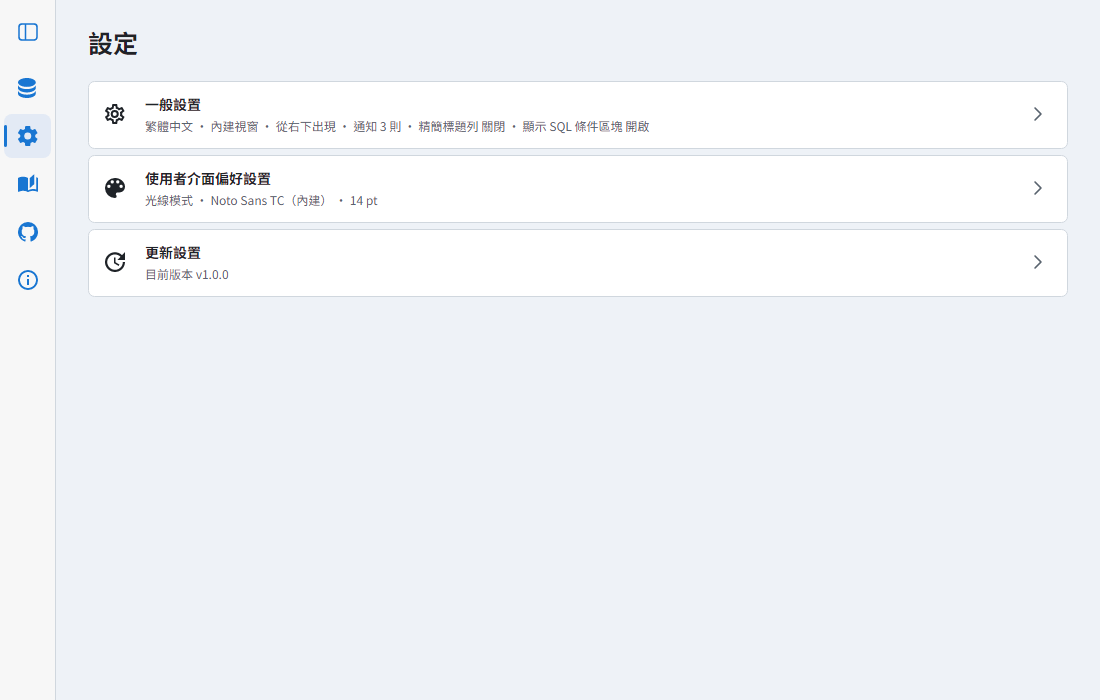 設定
一般設置
繁體中文 • 內建視窗 • 從右下出現 • 通知 3 則 • 精簡標題列 關閉 • 顯示 SQL 條件區塊 開啟
使用者介面偏好設置
光線模式 • Noto Sans TC（內建） • 14 pt
更新設置
目前版本 v1.0.0